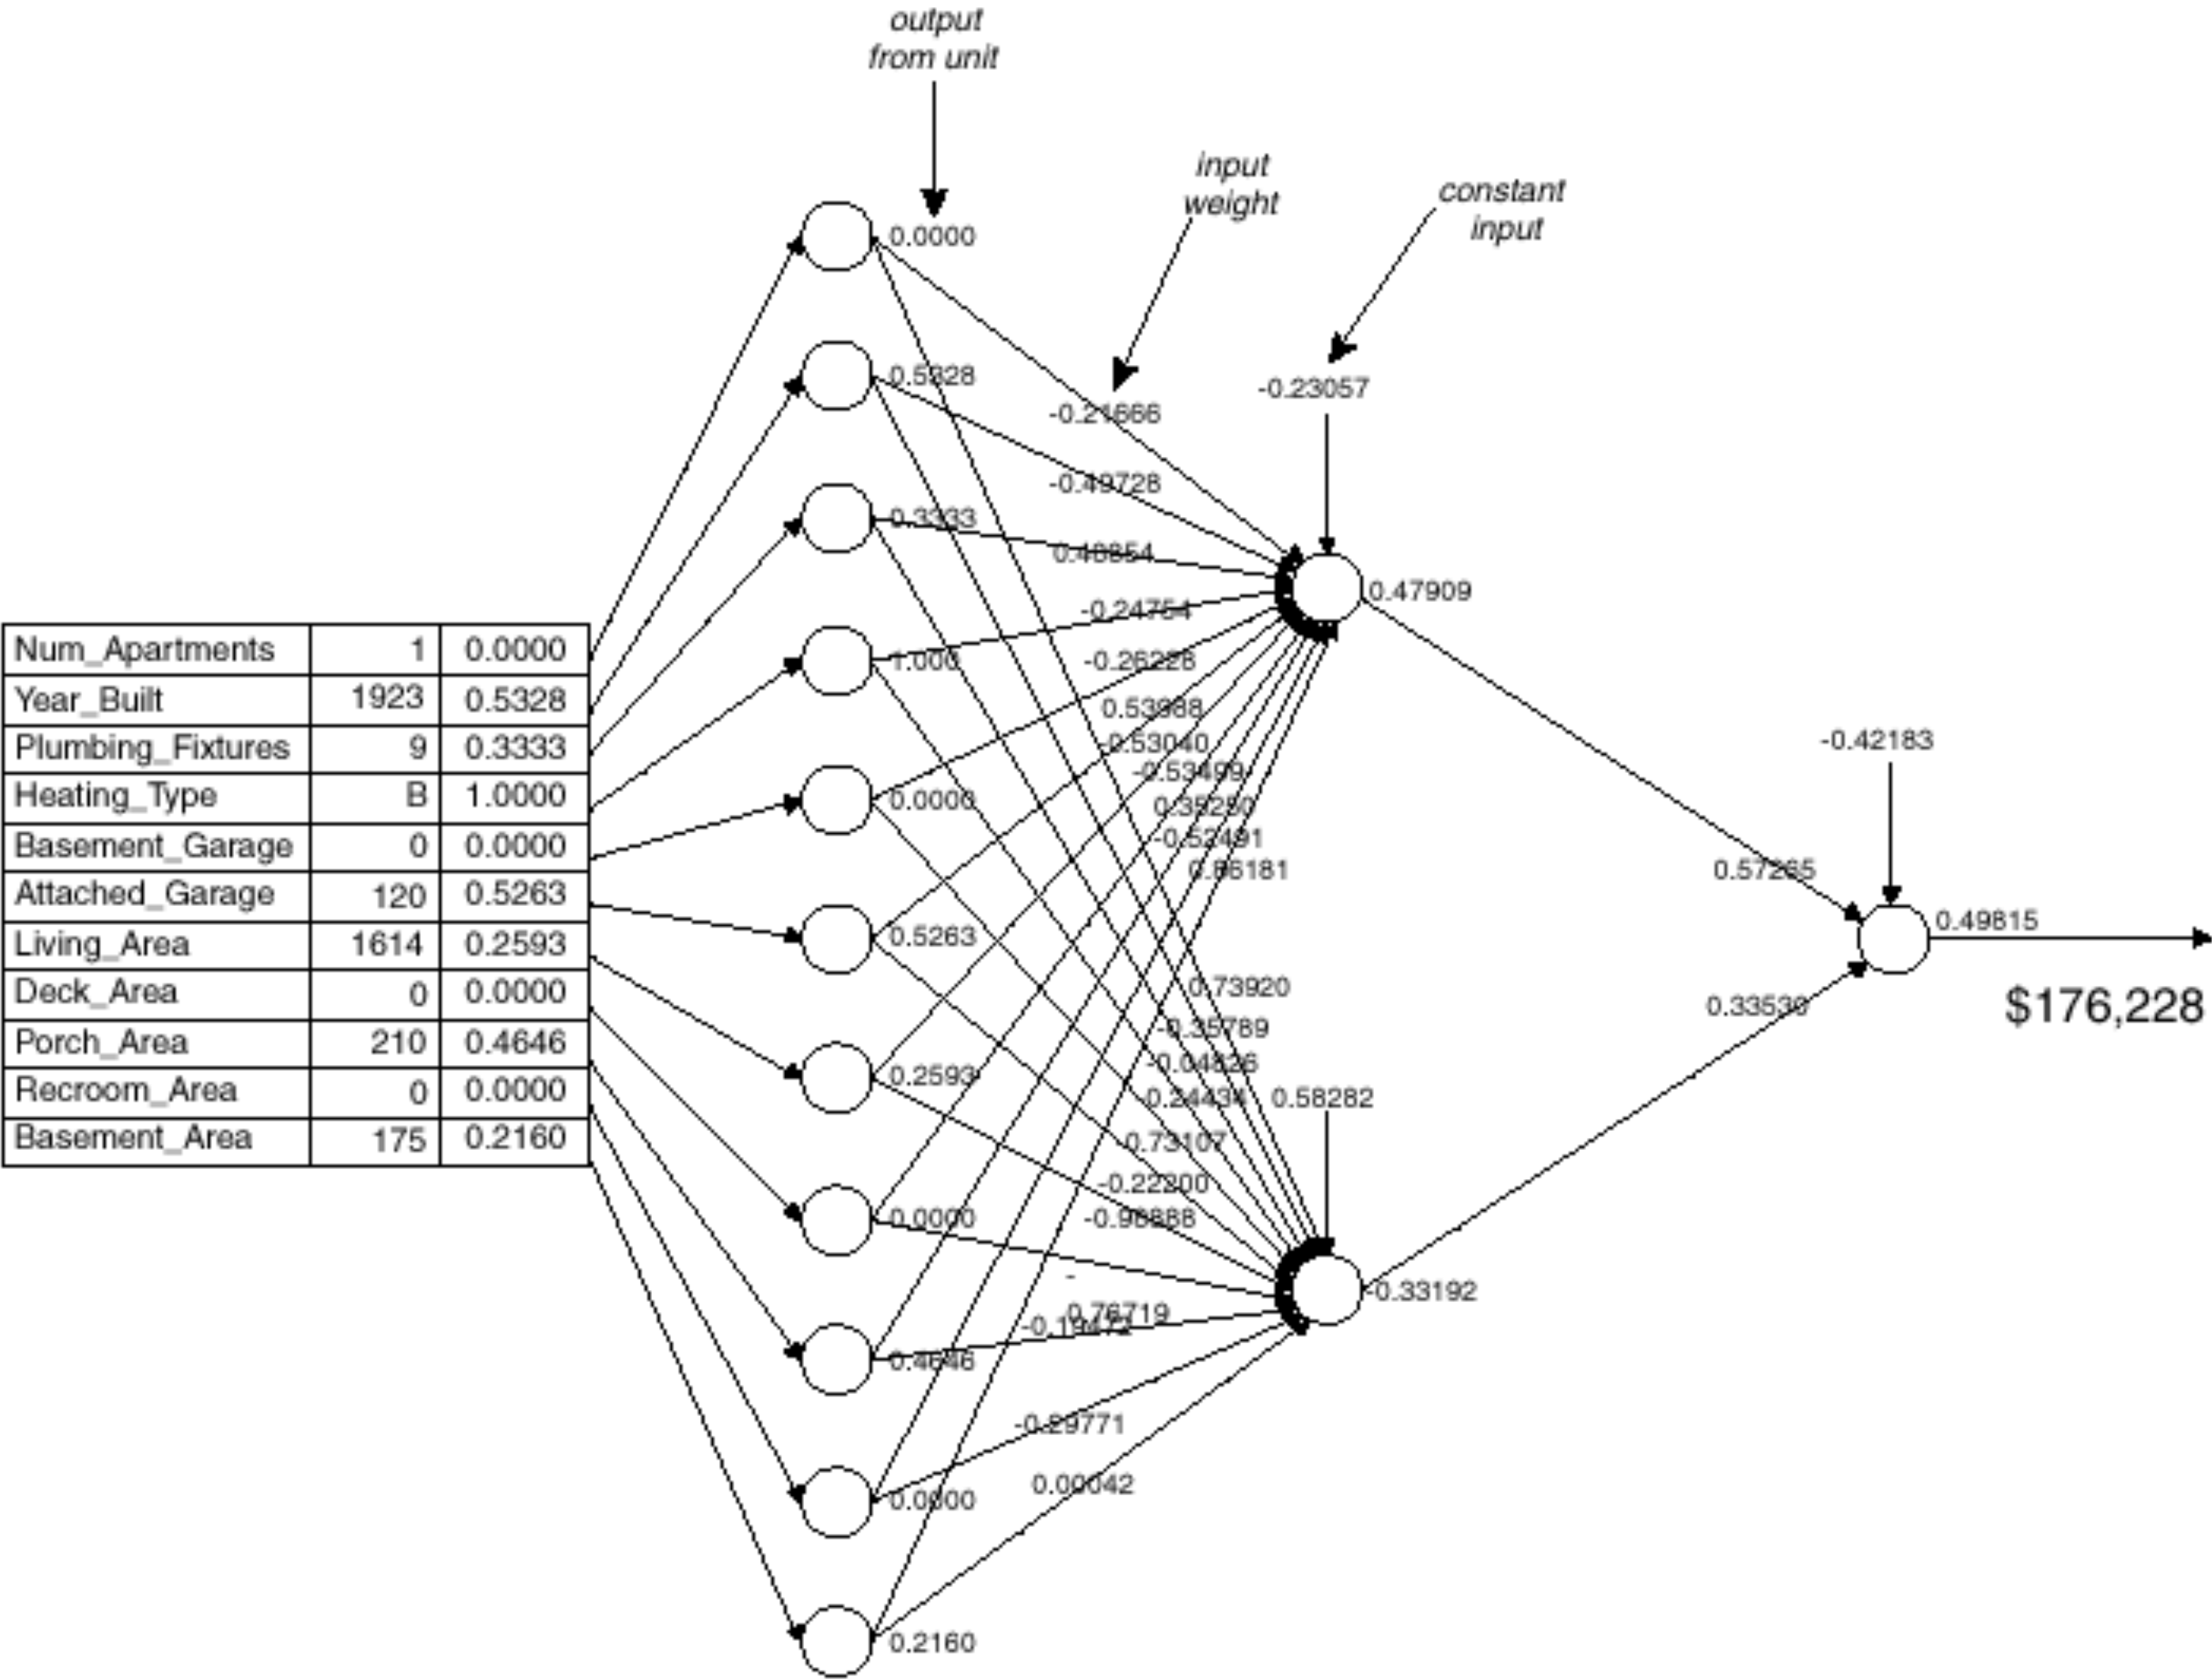 output
from unit
input
weight
constant
input
0.0000
0.5328
0.3333
1.000
0.0000
0.5263
0.2593
0.0000
0.4646
0.0000
0.2160
-0.21666
-0.49728
-0.24754
-0.26228
0.53988
-0.53040
-0.53499
0.35250
-0.52491
0.86181
-0.23057
0.47909
0.73920
-0.35789
-0.04826
-0.24434
0.73107
-0.22200
-0.98888
-
0.76719
-0.19472
-0.29771
0.00042
0.58282
-0.33192
0.57265
0.33530
-0.42183
0.49815
$176,228
Num_Apartments 1 0.0000
Year_Built 1923 0.5328
Plumbing_Fixtures 9 0.3333
Heating_Type B 1.0000
Basement_Garage 0 0.0000
Attached_Garage 120 0.5263
Living_Area 1614 0.2593
Deck_Area 0 0.0000
Porch_Area 210 0.4646
Recroom_Area 0 0.0000
Basement_Area 175 0.2160